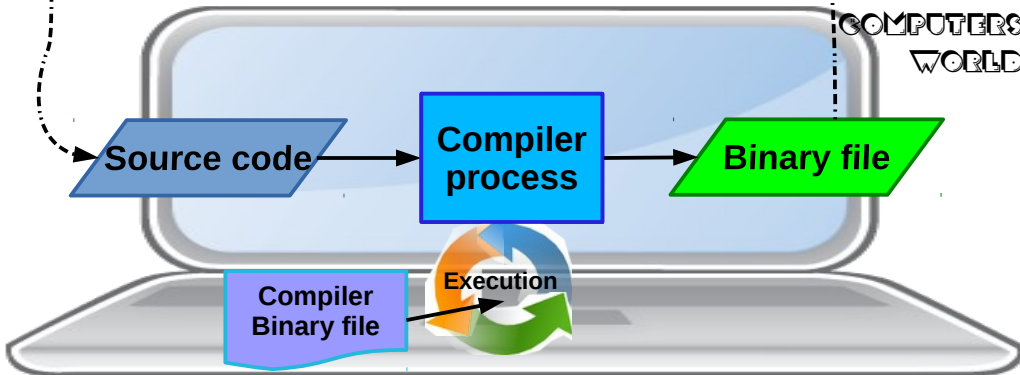 COMPUTERS
WORLD
Source code
Compiler
process
Binary file
Execution
Compiler
Binary file